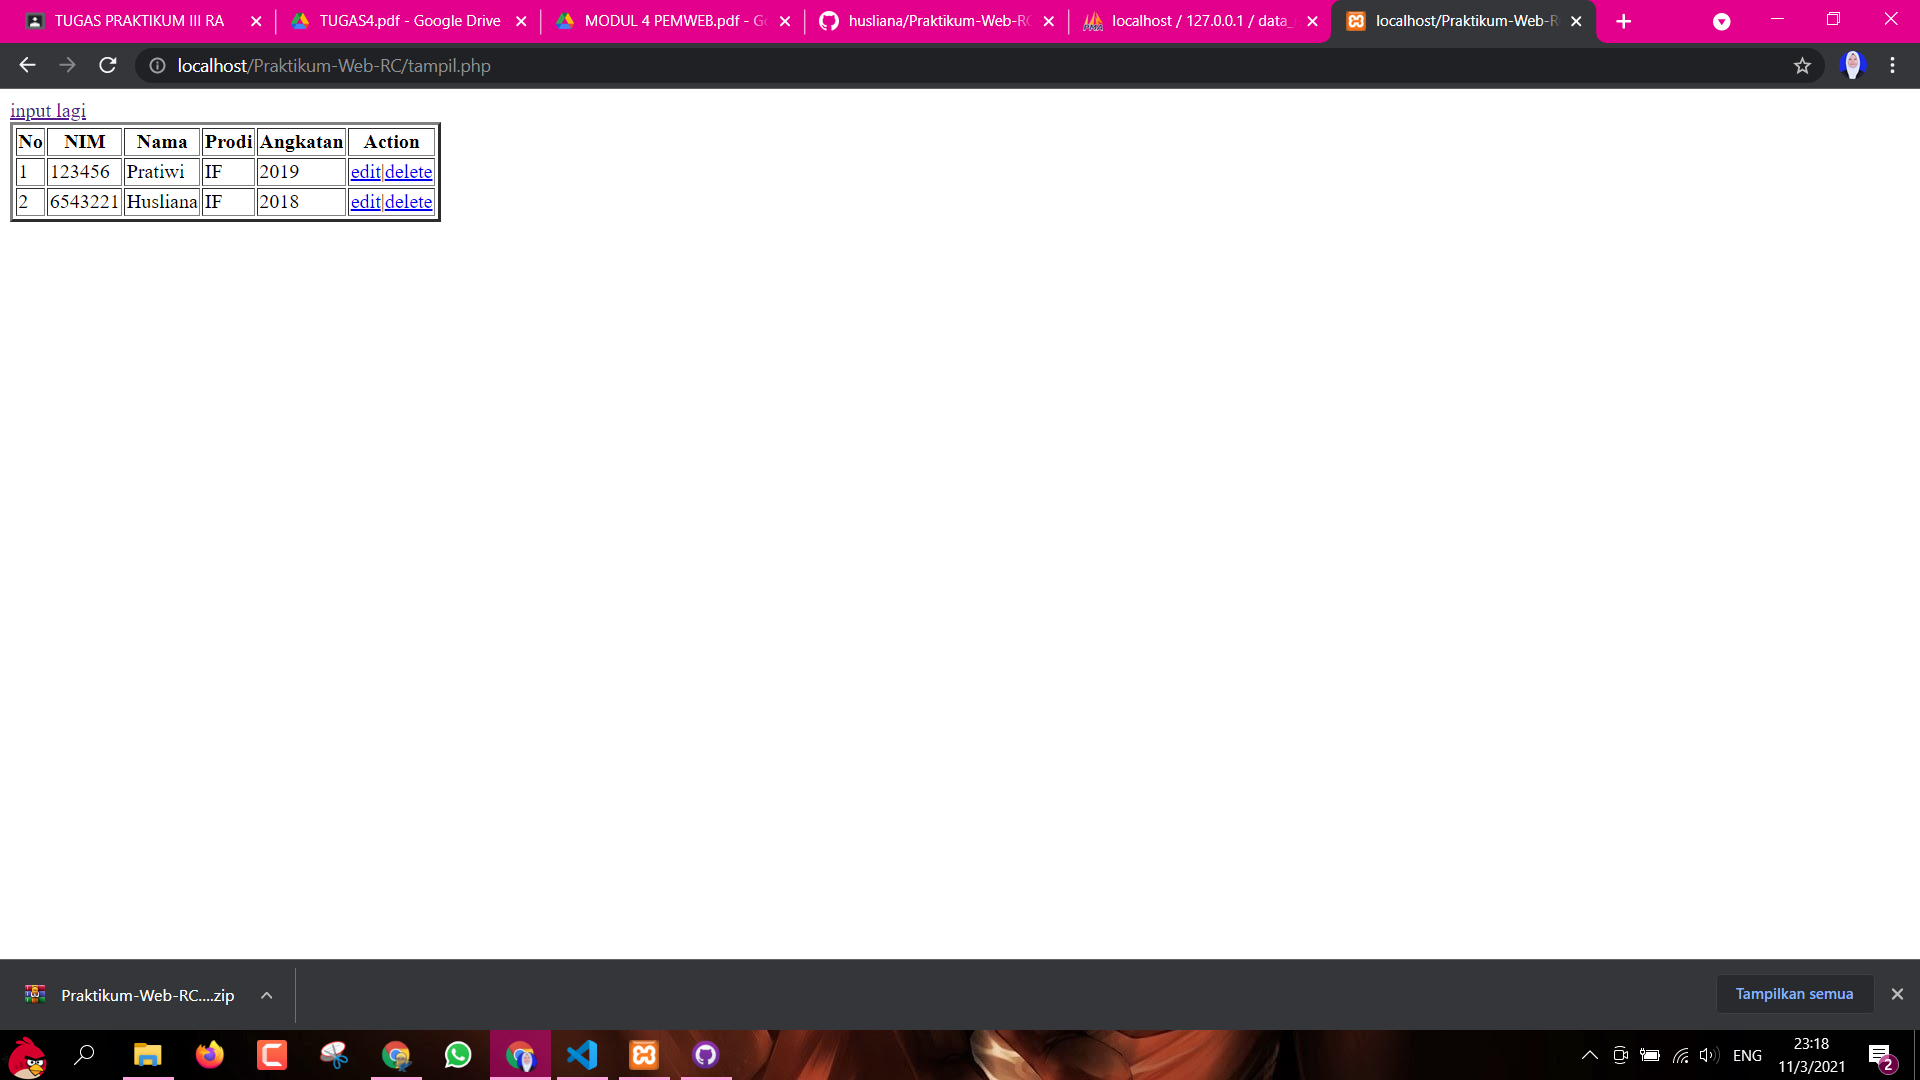 TUGAS PRAKTIKUM III RA
TUGAS4.pdf - Google Drive
MODUL 4 PEMWEB.pdf - Go
husliana/Praktikum-Web-RC
localhost / 127.0.0.1 / data_
localhost/Praktikum-Web-R
localhost/Praktikum-Web-RC/tampil.php
input lagi
No NIM Nama Prodi Angkatan Action
1 123456 Pratiwi IF 2019 edit|delete
2 6543221 Husliana IF 2018 edit|delete
Praktikum-Web-RC....zip
Tampilkan semua
ENG
23:18
11/3/2021
2